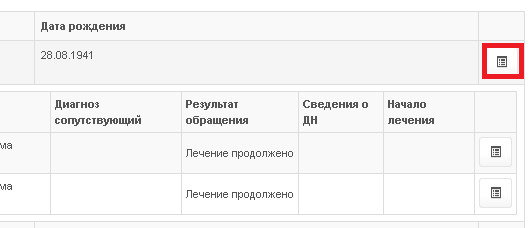 Дата рождения
28.08.1941
Диагноз сопутствующий
Результат обращения
Сведения о ДН
Начало лечения
ма
Лечение продолжено
ма
Лечение продолжено